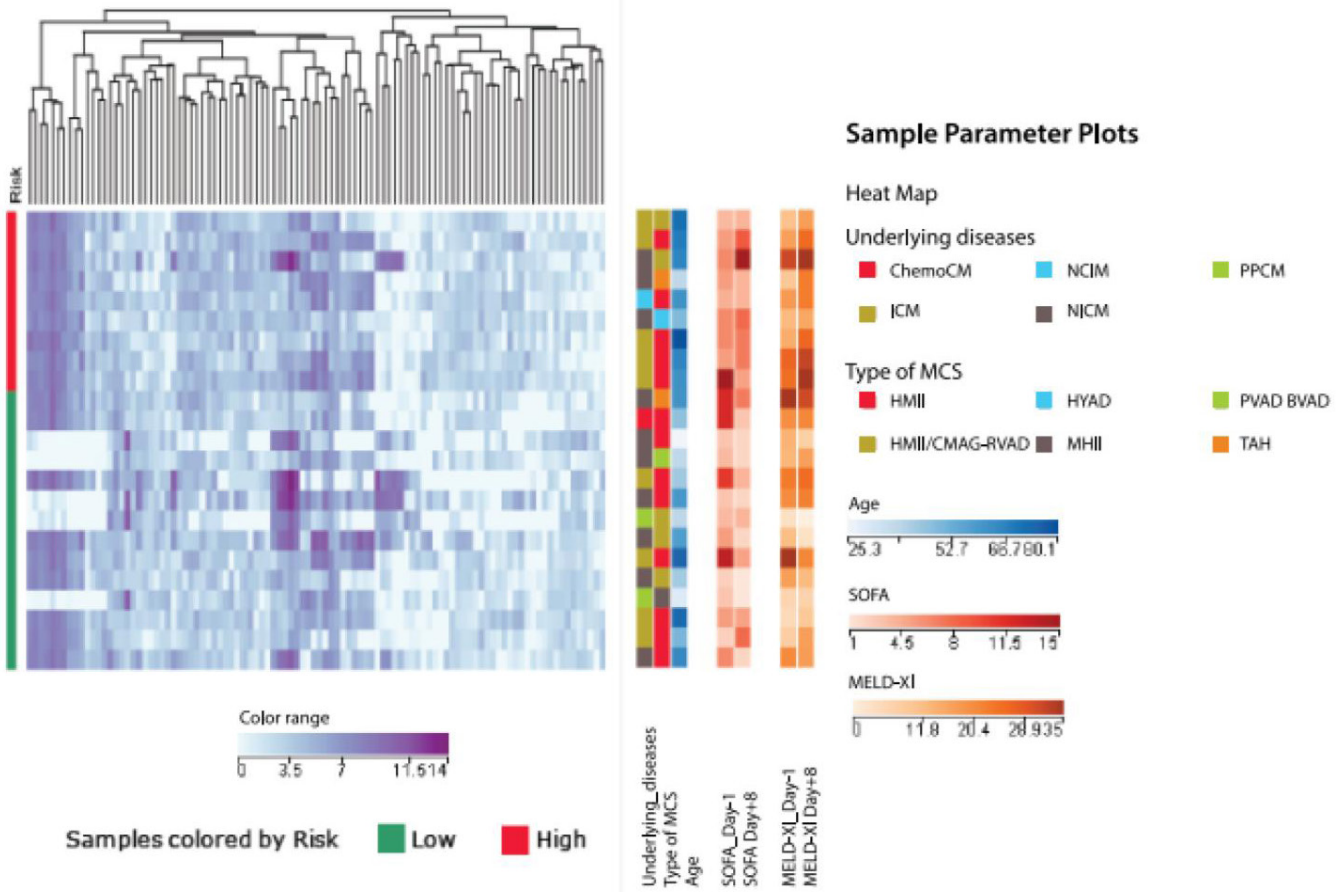 Risk
Sample Parameter Plots
Heat Map
Underlying diseases
ChemoCM NCIM PPCM
ICM NICM
Type of MCS
HMII HYAD PVAD BVAD
HMII/CMAG-RVAD MHII TAH
Age
25.3 52.7 66.7 80.1
SOFA
1 4.5 8 11.5 15
MELD-XI
0 11.9 20.4 28.9 35
Color range
0 3.5 7 11.5 14
Samples colored by Risk Low High
Underlying_diseases
Type of MCS
Age
SOFA_Day-1
SOFA Day+8
MELD-XI_Day-1
MELD-XI Day+8